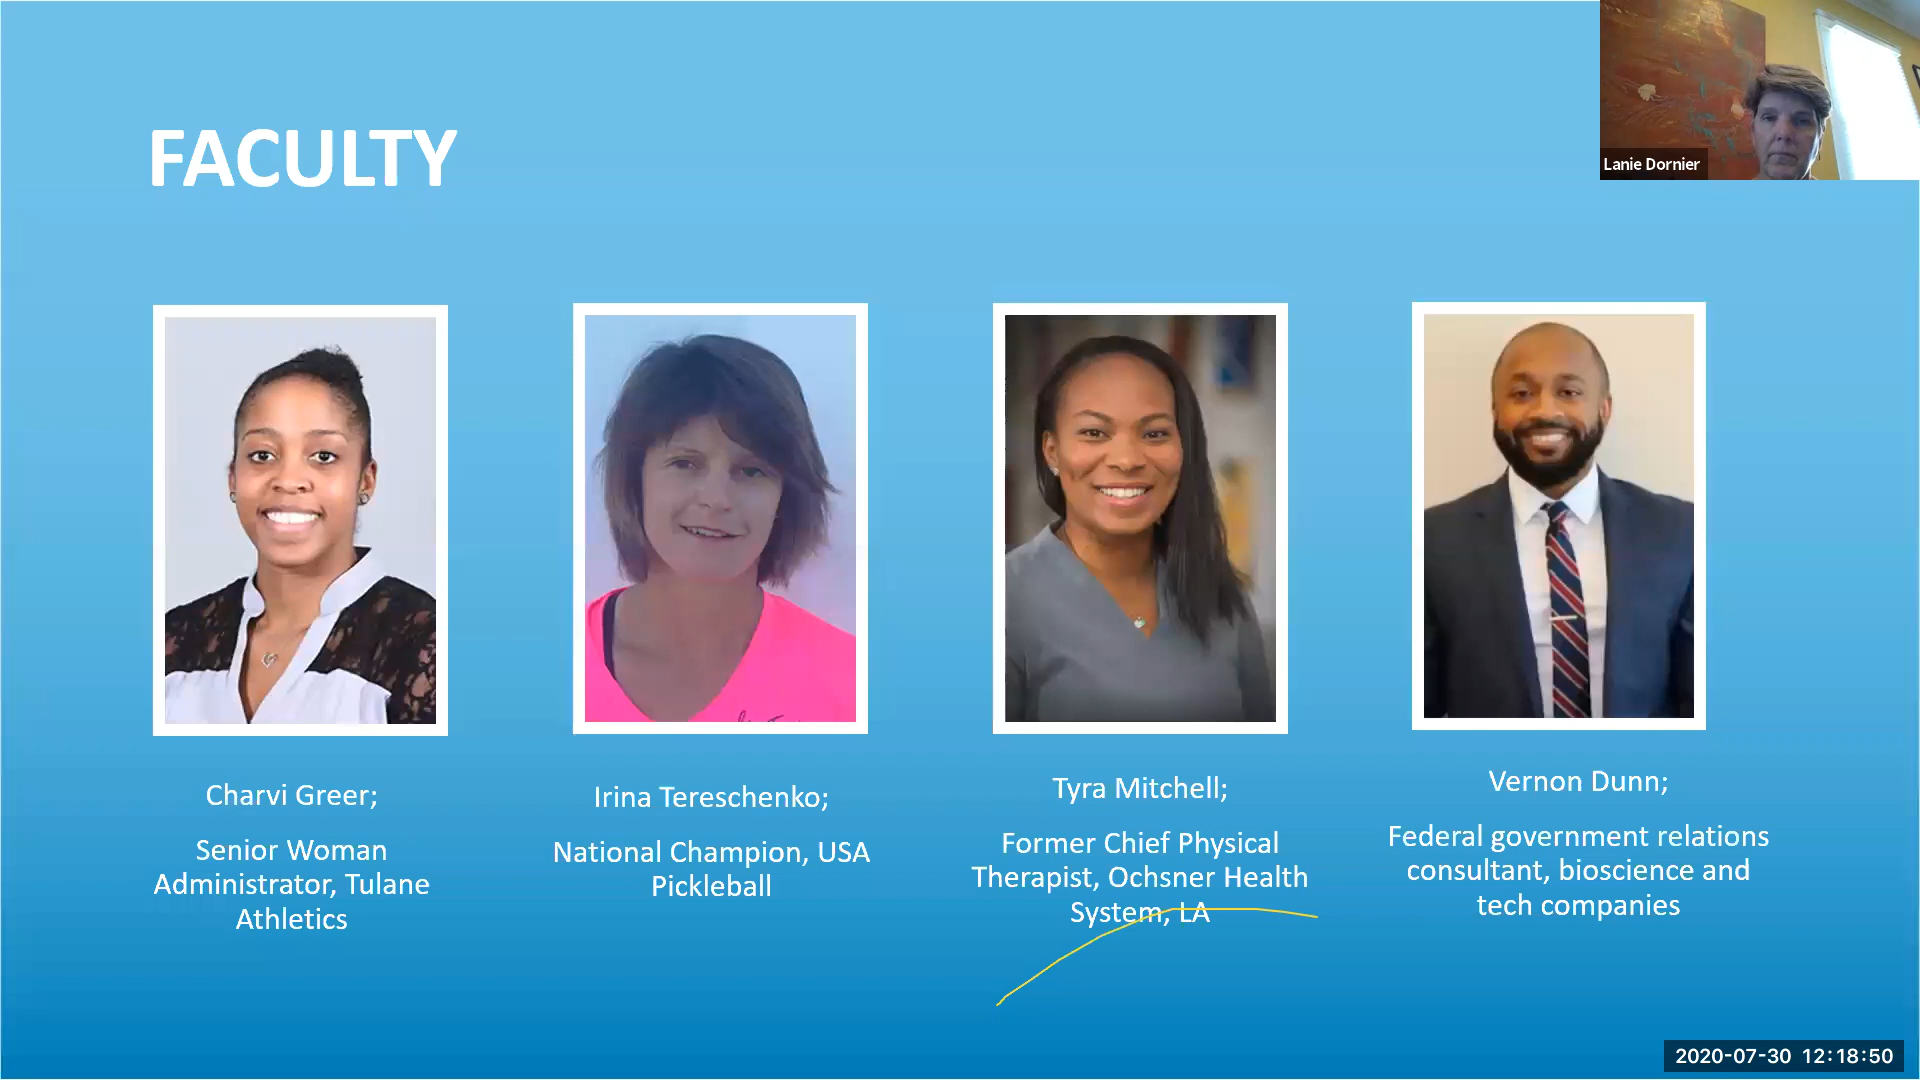 FACULTY
Lanie Dornier
Charvi Greer;
Senior Woman
Administrator, Tulane
Athletics
Irina Tereschenko;
National Champion, USA
Pickleball
Tyra Mitchell;
Former Chief Physical
Therapist, Ochsner Health
System, LA
Vernon Dunn;
Federal government relations
consultant, bioscience and
tech companies
2020-07-30 12:18:50